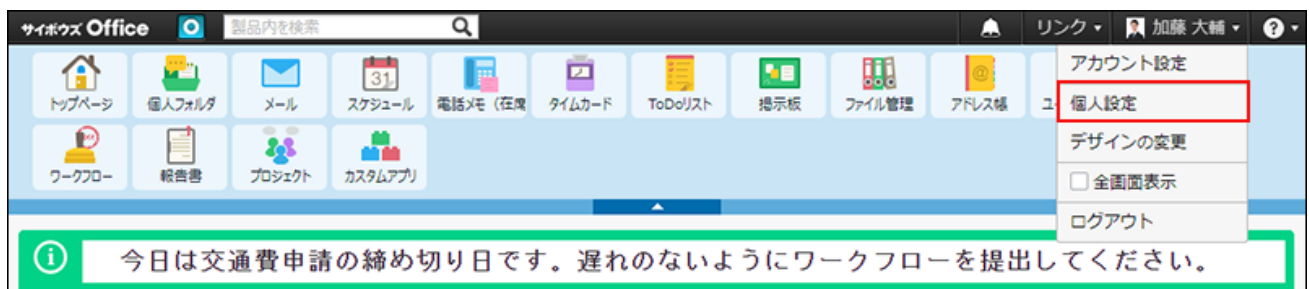 サイボウズ Office
製品内を検索
リンク
加藤 大輔
?
トップページ
個人フォルダ
メール
31
スケジュール
電話メモ（在席
タイムカード
ToDoリスト
掲示板
ファイル管理
@
アドレス帳
ユー
ワークフロー
報告書
プロジェクト
カスタムアプリ
アカウント設定
個人設定
デザインの変更
全画面表示
ログアウト
今日は交通費申請の締め切り日です。遅れのないようにワークフローを提出してください。